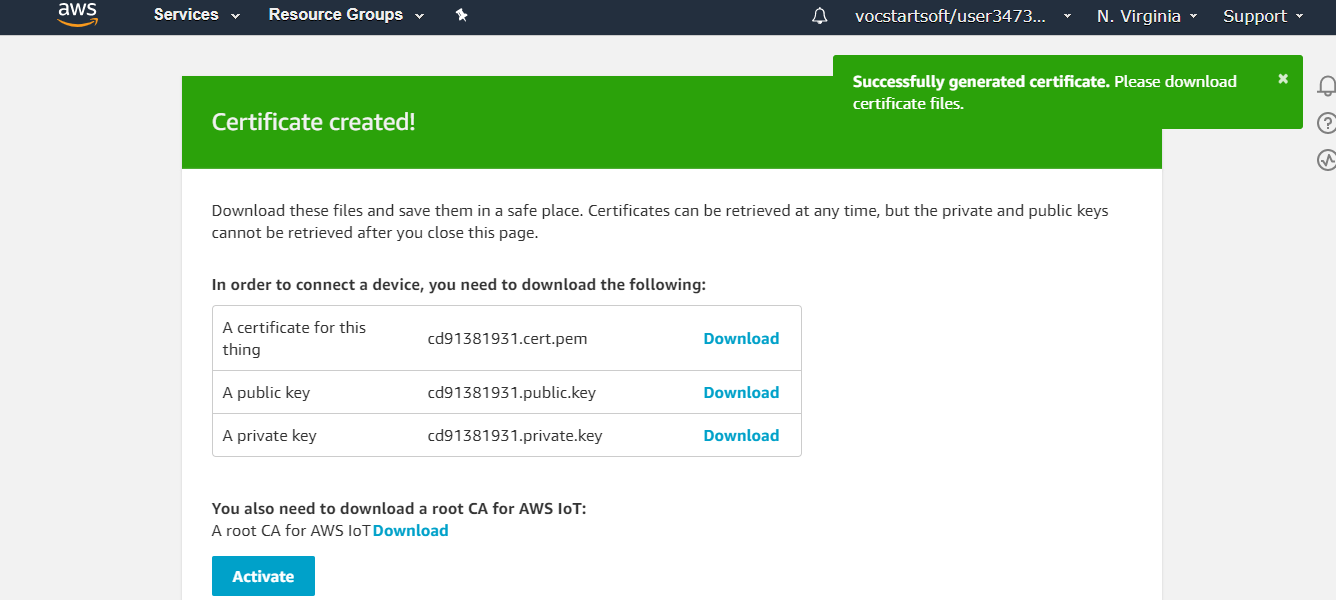 aws Services Resource Groups vocstartsoft/user3473... N. Virginia Support
Successfully generated certificate. Please download
certificate files.
Certificate created!
Download these files and save them in a safe place. Certificates can be retrieved at any time, but the private and public keys
cannot be retrieved after you close this page.
In order to connect a device, you need to download the following:
A certificate for this
thing
cd91381931.cert.pem Download
A public key cd91381931.public.key Download
A private key cd91381931.private.key Download
You also need to download a root CA for AWS IoT:
A root CA for AWS IoT Download
Activate